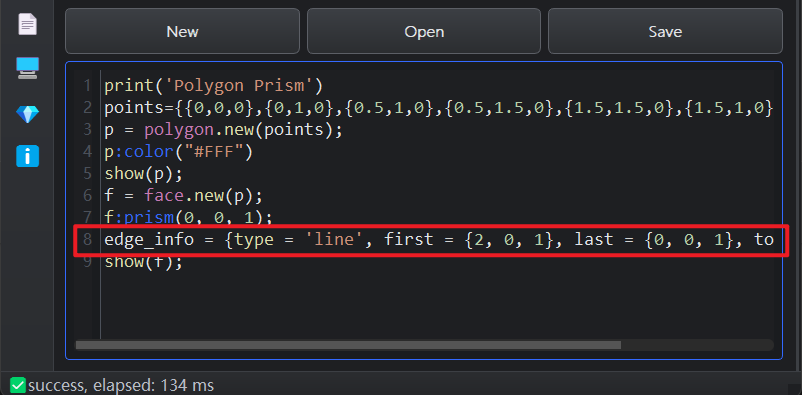 New Open Save
1 print('Polygon Prism')
2 points={{0,0,0},{0,1,0},{0.5,1,0},{0.5,1.5,0},{1.5,1.5,0},{1.5,1,0}
3 p = polygon.new(points);
4 p:color("#FFF")
5 show(p);
6 f = face.new(p);
7 f:prism(0, 0, 1);
8 edge_info = {type = 'line', first = {2, 0, 1}, last = {0, 0, 1}, to
9 show(f);
success, elapsed: 134 ms